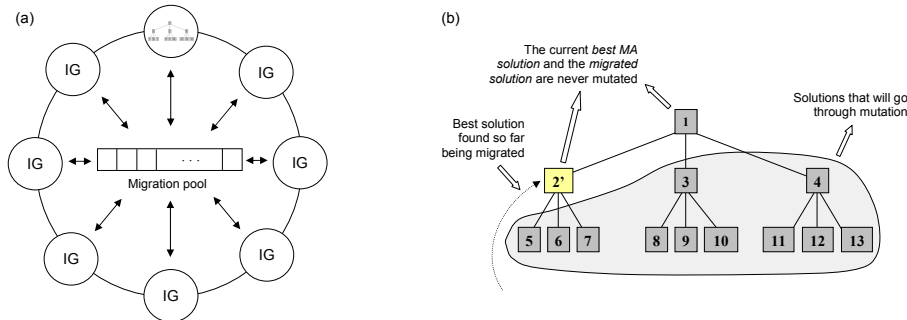 (a)
IG
IG
IG
IG
. . .
Migration pool
IG
IG
IG
(b)
The current best MA
solution and the migrated
solution are never mutated
Best solution
found so far
being migrated
Solutions that will go
through mutation
1
2'
3
4
5 6 7 8 9 10 11 12 13